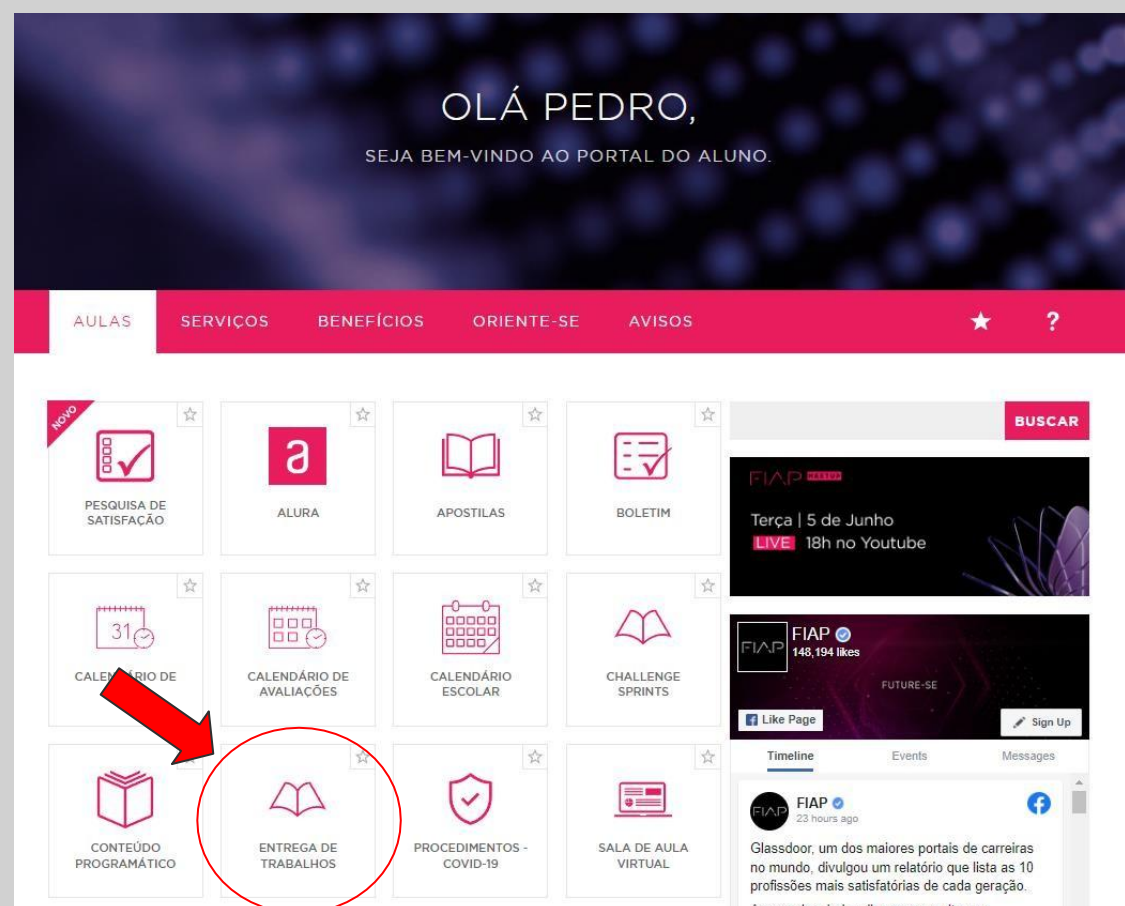 OLÁ PEDRO,
SEJA BEM-VINDO AO PORTAL DO ALUNO.
AULAS SERVIÇOS BENEFÍCIOS ORIENTE-SE AVISOS ?
NOVO
PESQUISA DE
SATISFAÇÃO
a
ALURA
APOSTILAS
BOLETIM
31
CALENDÁRIO DE
CALENDÁRIO DE
AVALIAÇÕES
CALENDÁRIO
ESCOLAR
CHALLENGE
SPRINTS
CONTEÚDO
PROGRAMÁTICO
ENTREGA DE
TRABALHOS
PROCEDIMENTOS -
COVID-19
SALA DE AULA
VIRTUAL
BUSCAR
FIAP MEETUP
Terça | 5 de Junho
LIVE 18h no Youtube
FIAP
FIAP
148,194 likes
FUTURE-SE
Like Page
Sign Up
Timeline Events Messages
FIAP
FIAP
23 hours ago
Glassdoor, um dos maiores portais de carreiras
no mundo, divulgou um relatório que lista as 10
profissões mais satisfatórias de cada geração.